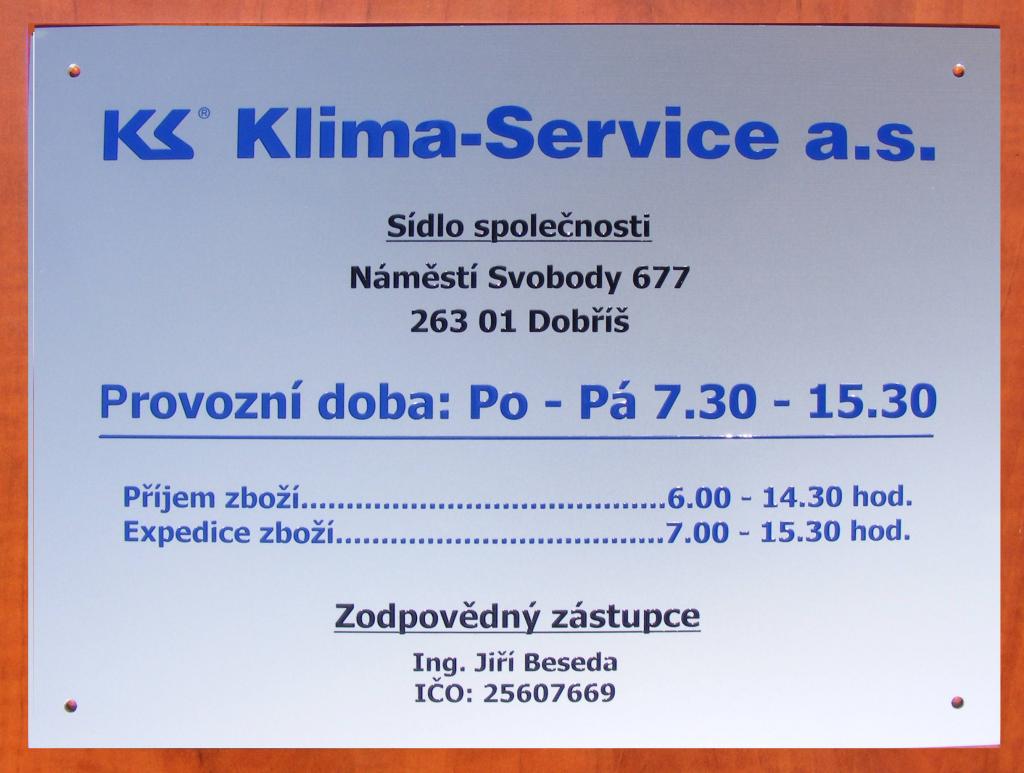 KS® Klima-Service a.s.
Sídlo společnosti
Náměstí Svobody 677
263 01 Dobříš
Provozní doba: Po - Pá 7.30 - 15.30
Příjem zboží........................................6.00 - 14.30 hod.
Expedice zboží....................................7.00 - 15.30 hod.
Zodpovědný zástupce
Ing. Jiří Beseda
IČO: 25607669